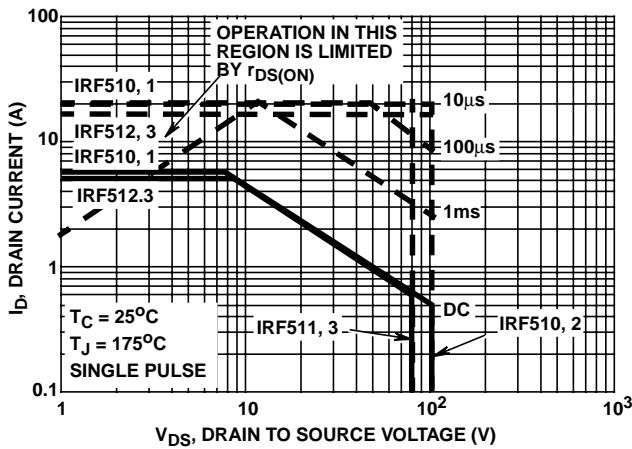 100
OPERATION IN THIS
REGION IS LIMITED
BY rDS(ON)
IRF510, 1
10μs
IRF512, 3
10
IRF510, 1
100μs
IRF512.3
1ms
ID, DRAIN CURRENT (A)
1
DC
TC = 25°C
TJ = 175°C
SINGLE PULSE
IRF511, 3
IRF510, 2
0.1
1
10
10²
10³
VDS, DRAIN TO SOURCE VOLTAGE (V)